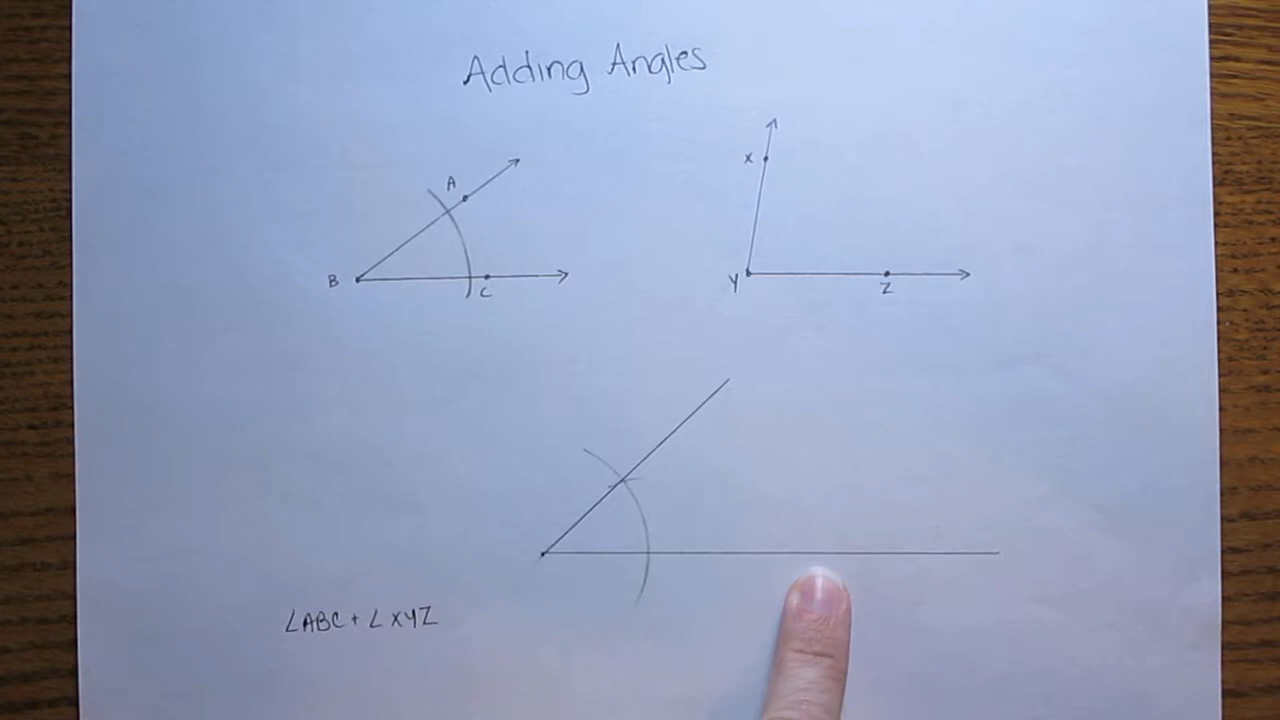 Adding Angles
A
B
C
X
Y
Z
∠ABC + ∠XYZ